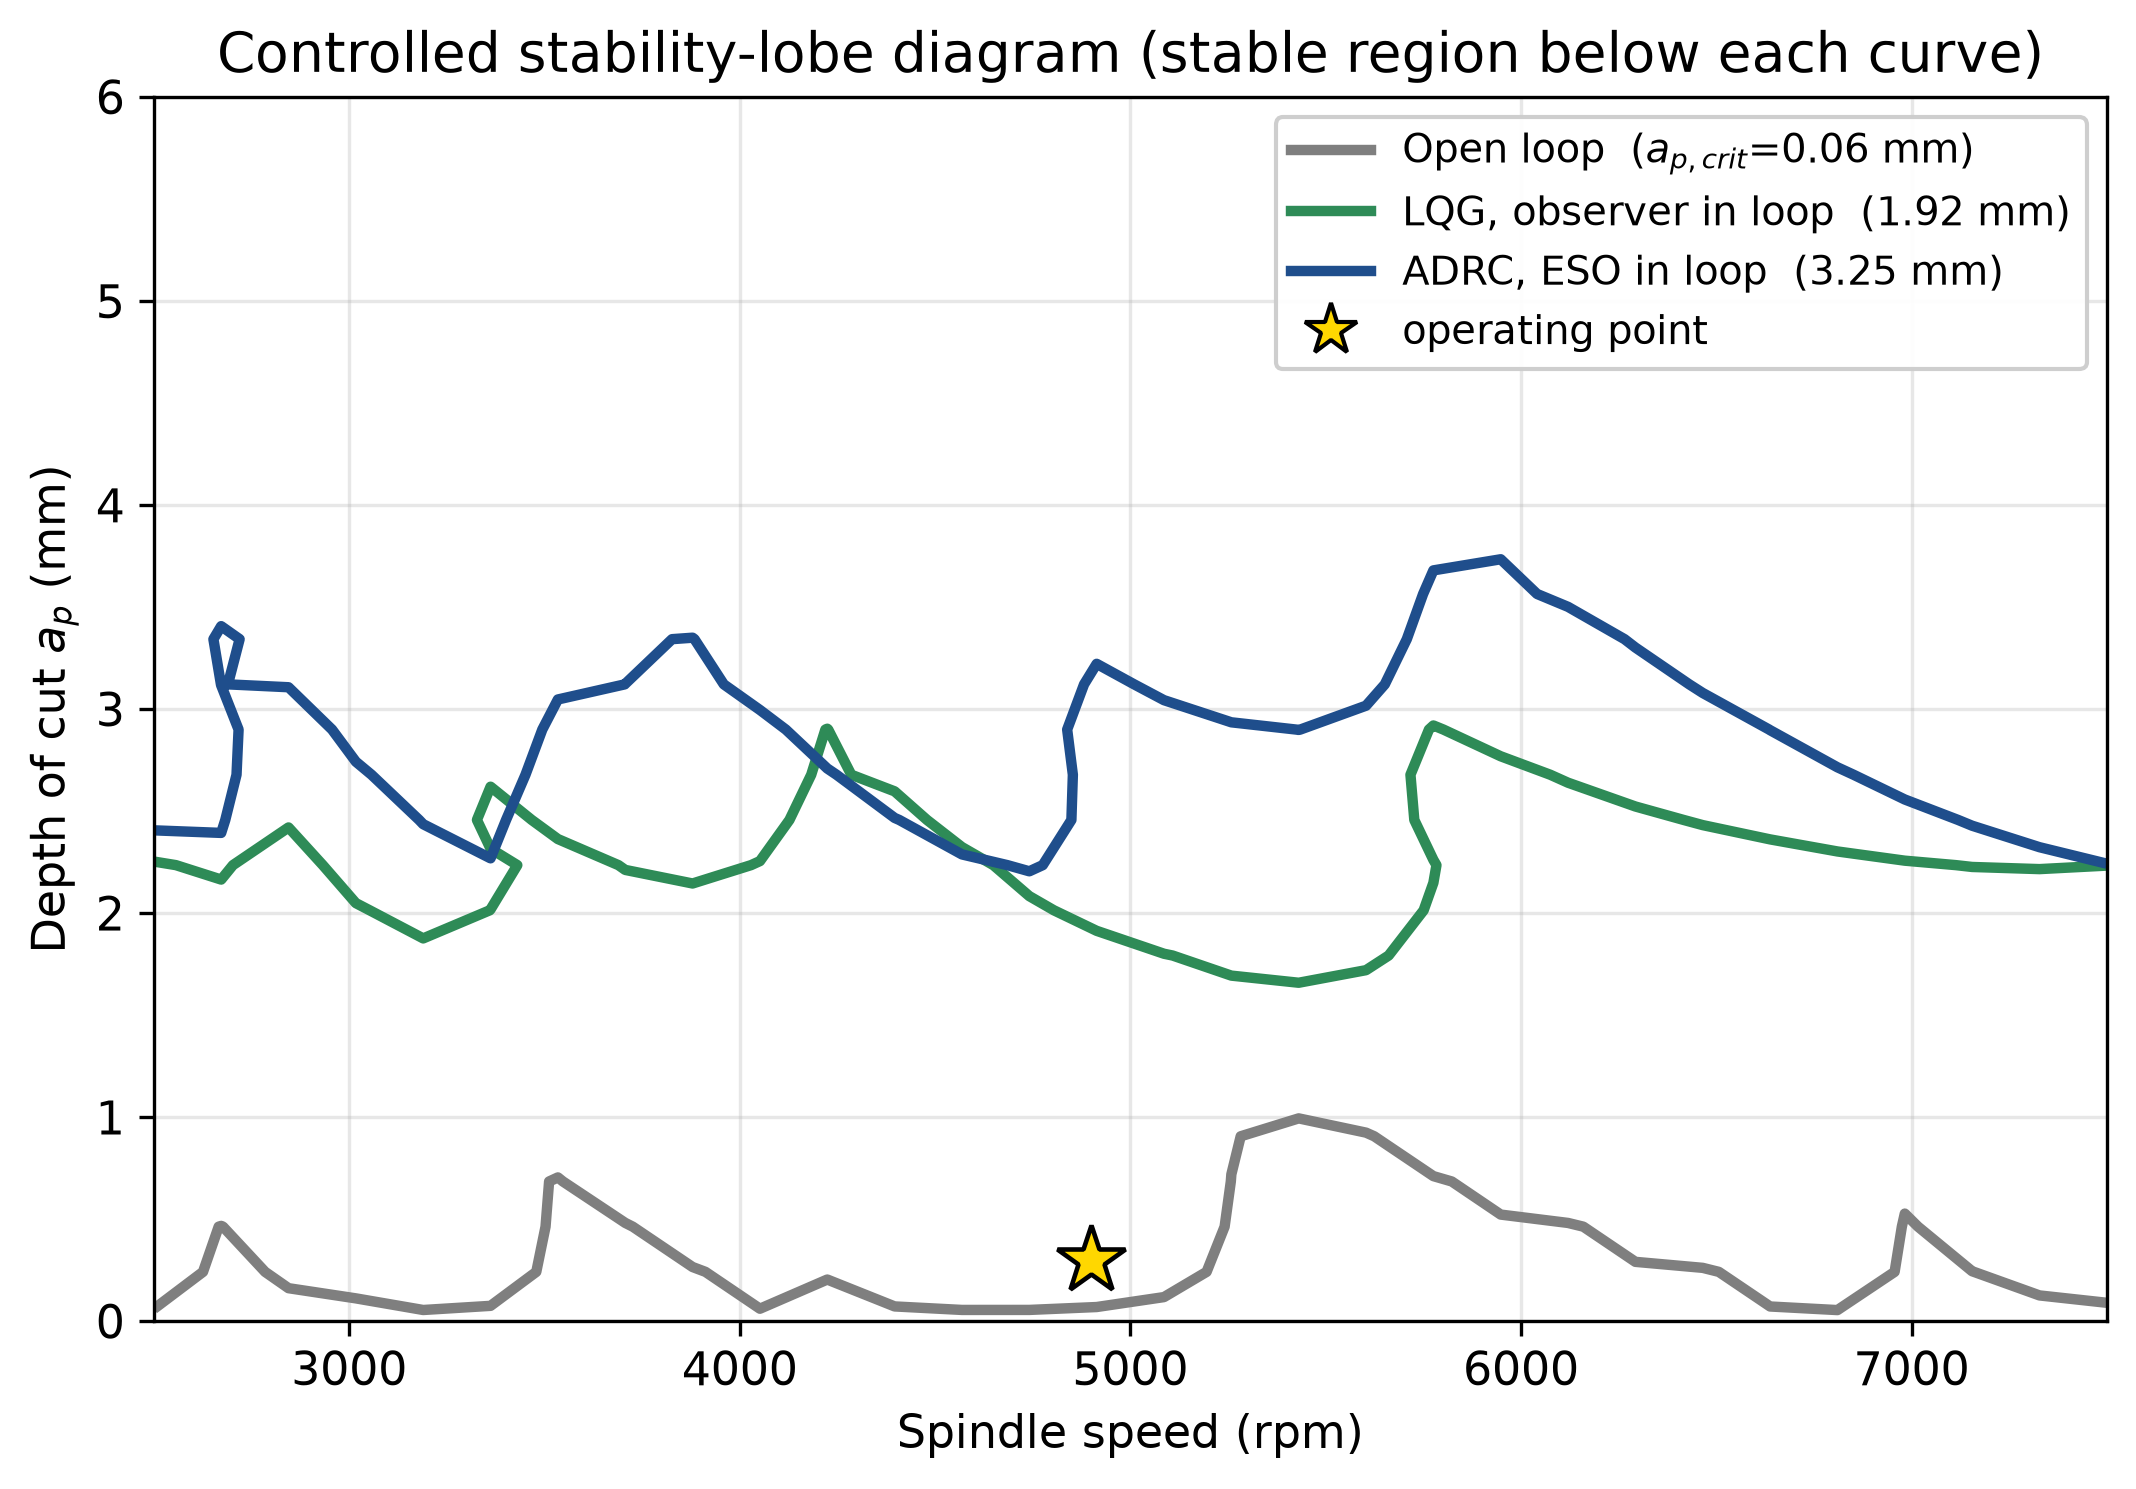 Controlled stability-lobe diagram (stable region below each curve)
6
5
4
3
2
1
0
Depth of cut a_p (mm)
Open loop (a_{p,crit}=0.06 mm)
LQG, observer in loop (1.92 mm)
ADRC, ESO in loop (3.25 mm)
operating point
3000 4000 5000 6000 7000
Spindle speed (rpm)